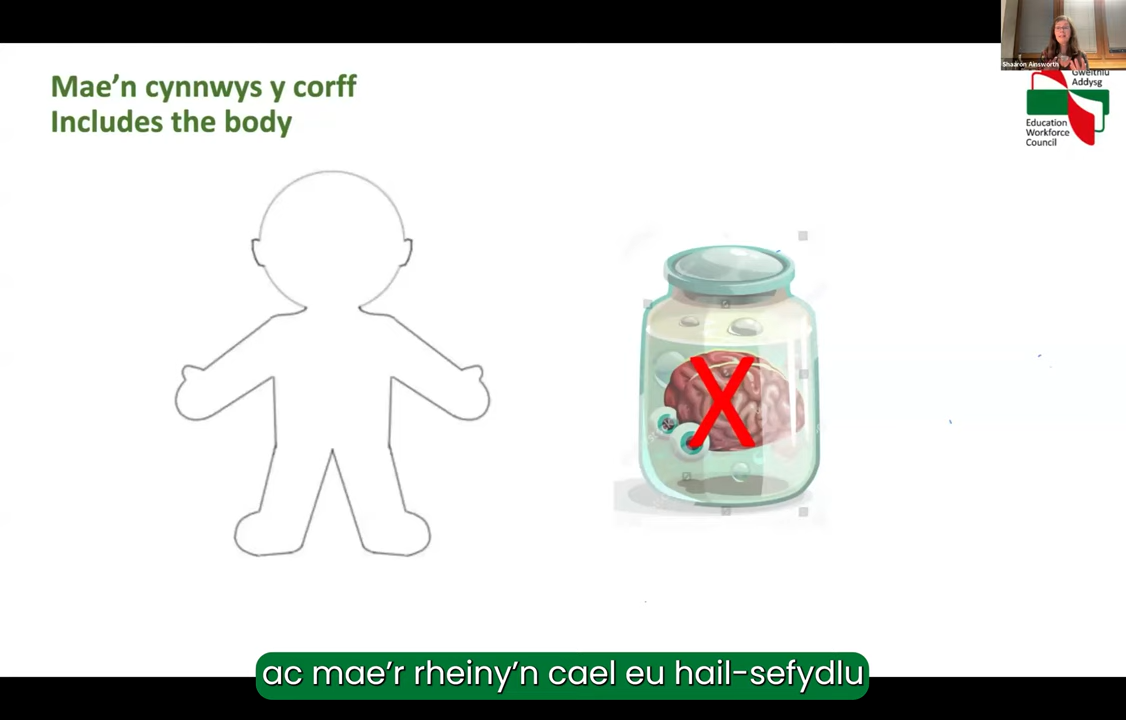 Mae’n cynnwys y corff
Includes the body
Shaaron Ainsworth
Gweithlu
Addysg
Education
Workforce
Council
X
ac mae’r rheiny’n cael eu hail-sefydlu